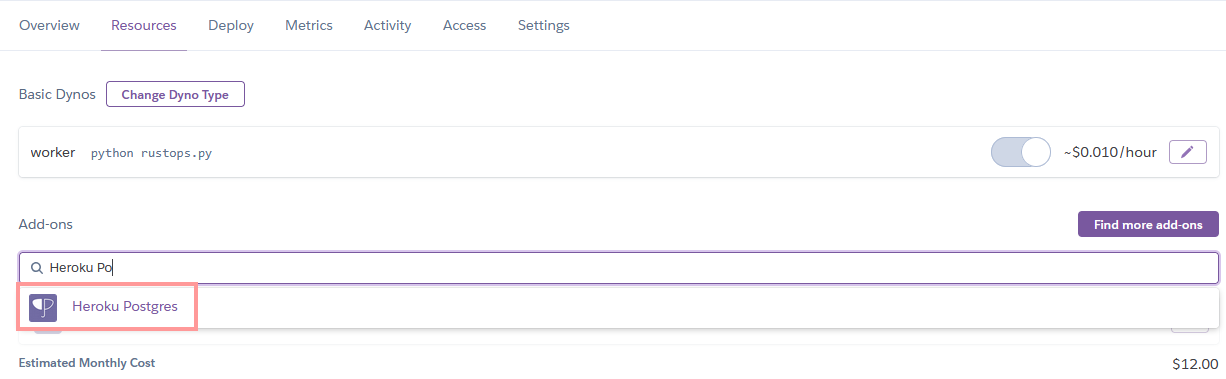 Overview Resources Deploy Metrics Activity Access Settings
Basic Dynos Change Dyno Type
worker python rustops.py ~$0.010/hour
Add-ons Find more add-ons
Heroku Po
Heroku Postgres
Estimated Monthly Cost $12.00